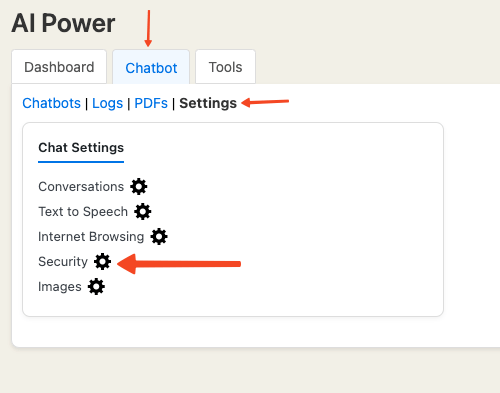 AI Power
Dashboard Chatbot Tools
Chatbots | Logs | PDFs | Settings
Chat Settings
Conversations
Text to Speech
Internet Browsing
Security
Images